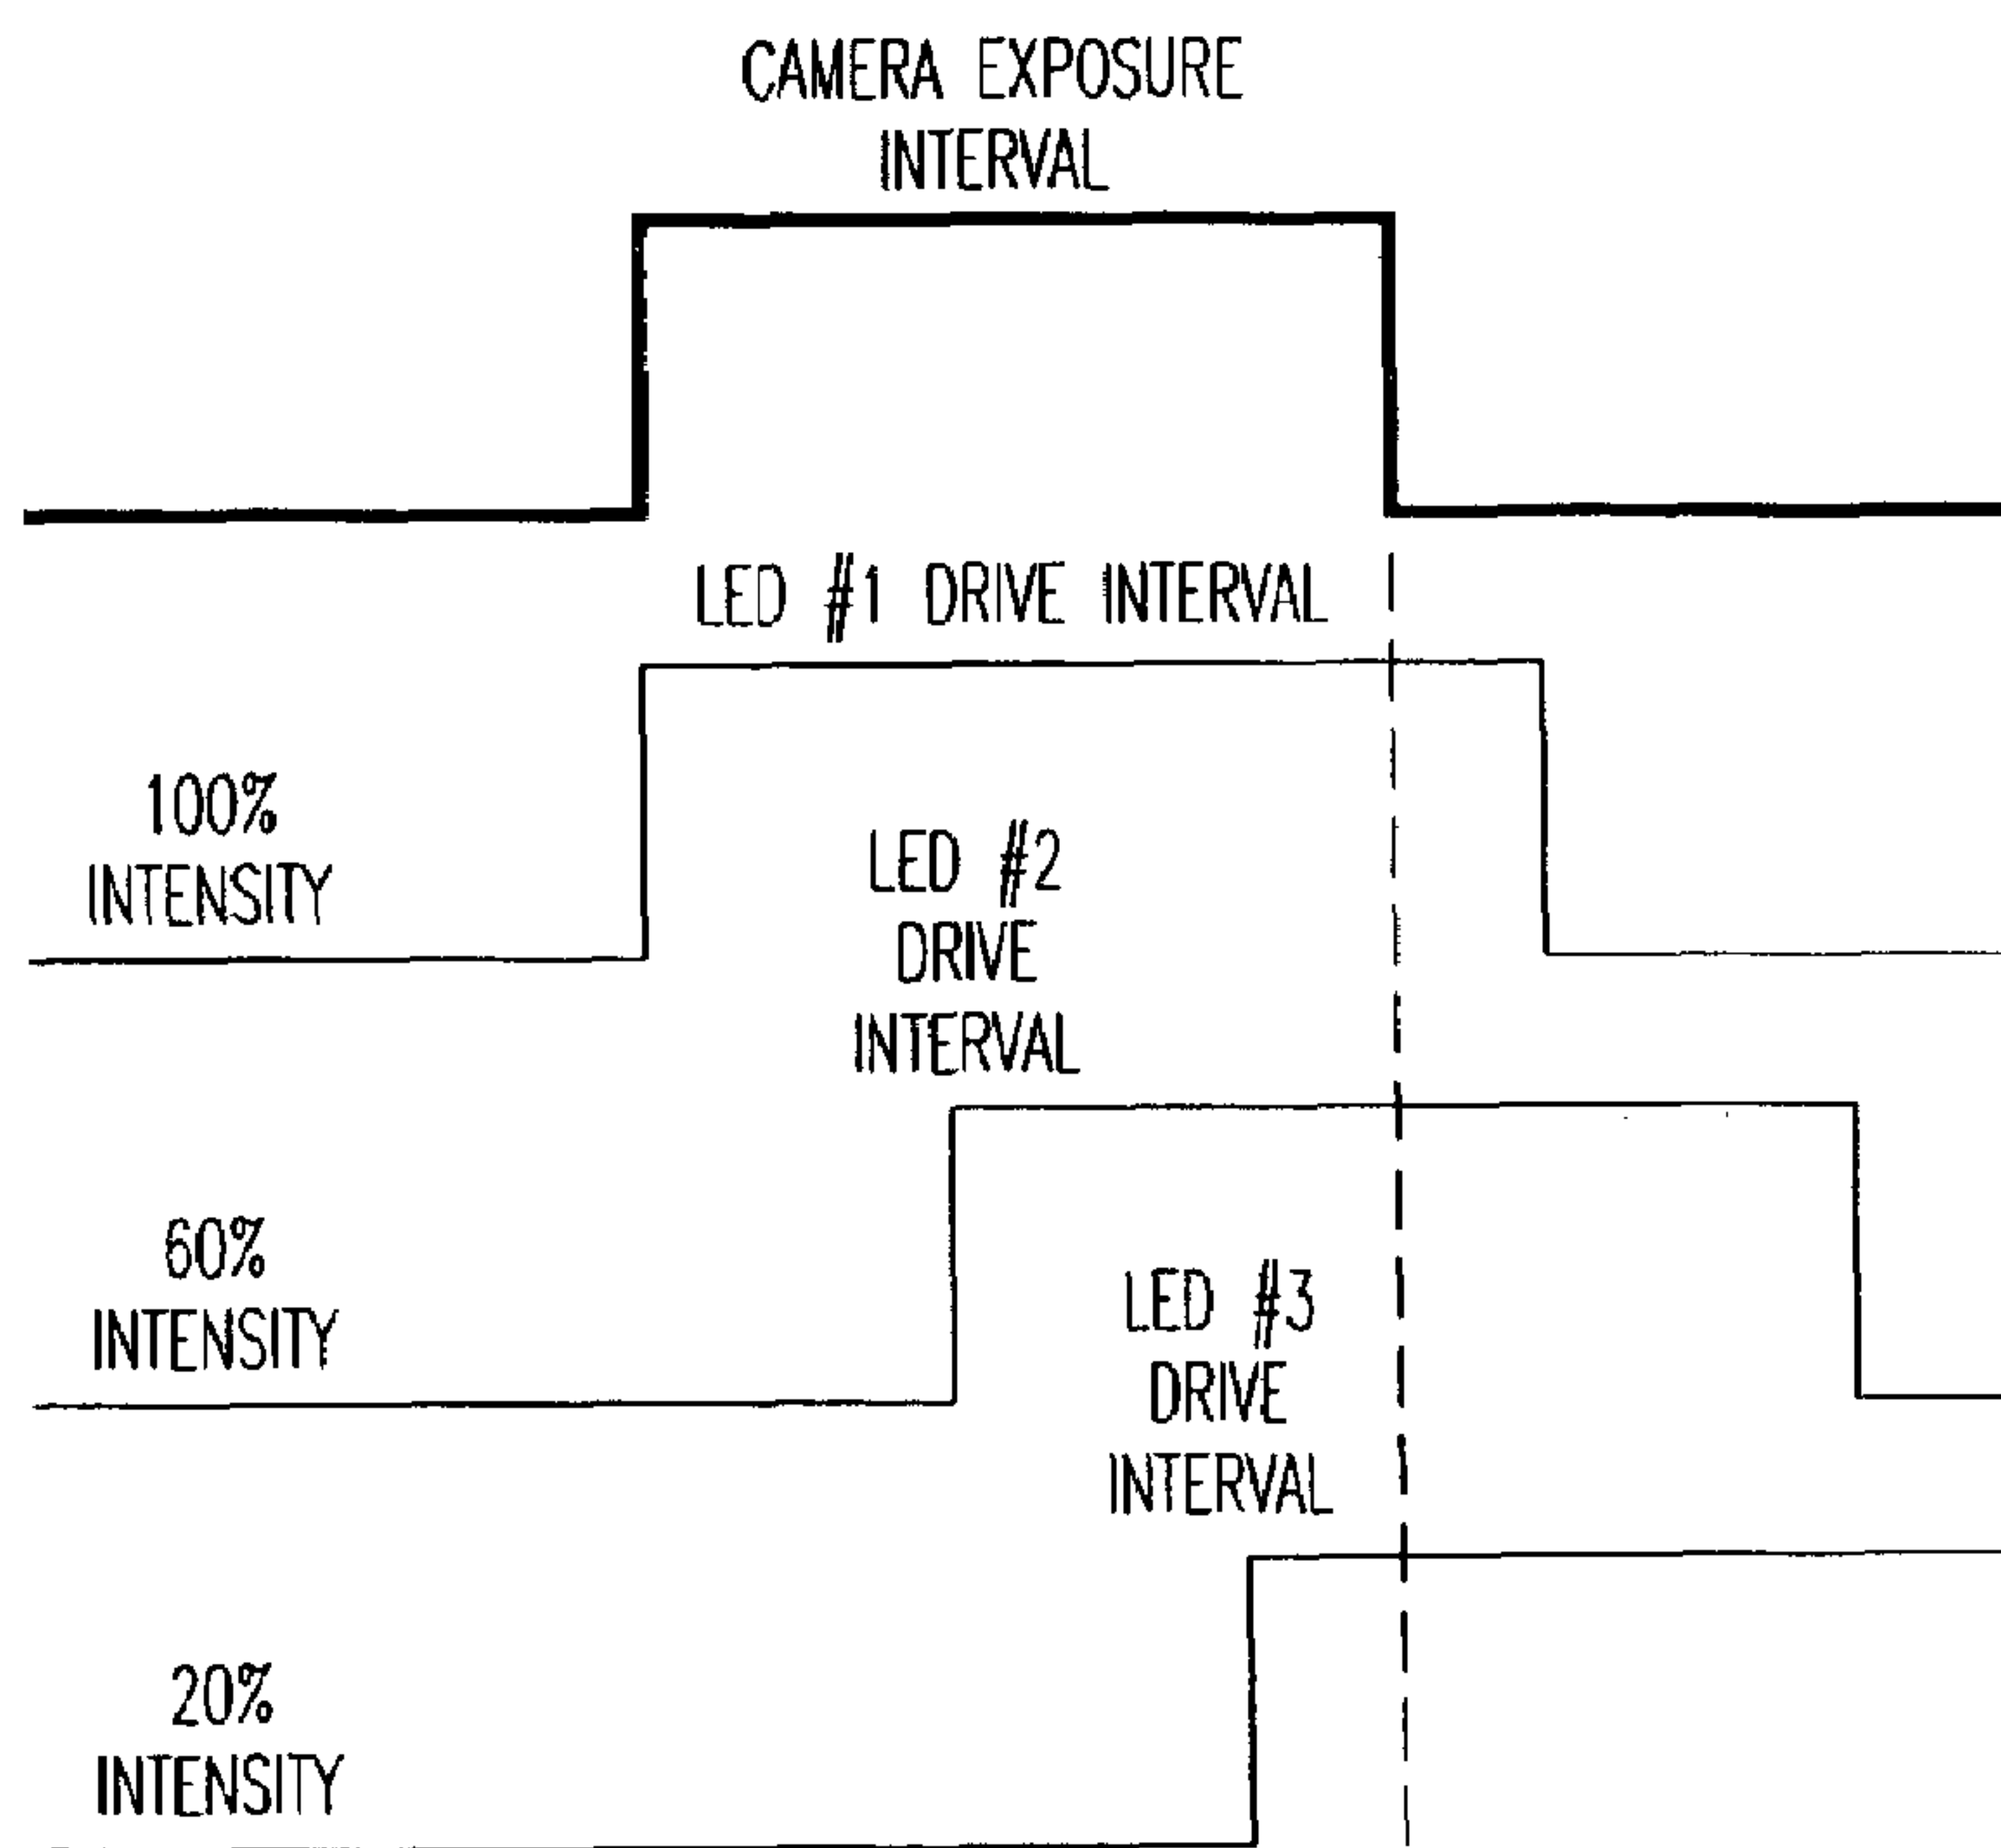 CAMERA EXPOSURE
INTERVAL
LED #1 DRIVE INTERVAL
100%
INTENSITY
LED #2
DRIVE
INTERVAL
60%
INTENSITY
LED #3
DRIVE
INTERVAL
20%
INTENSITY